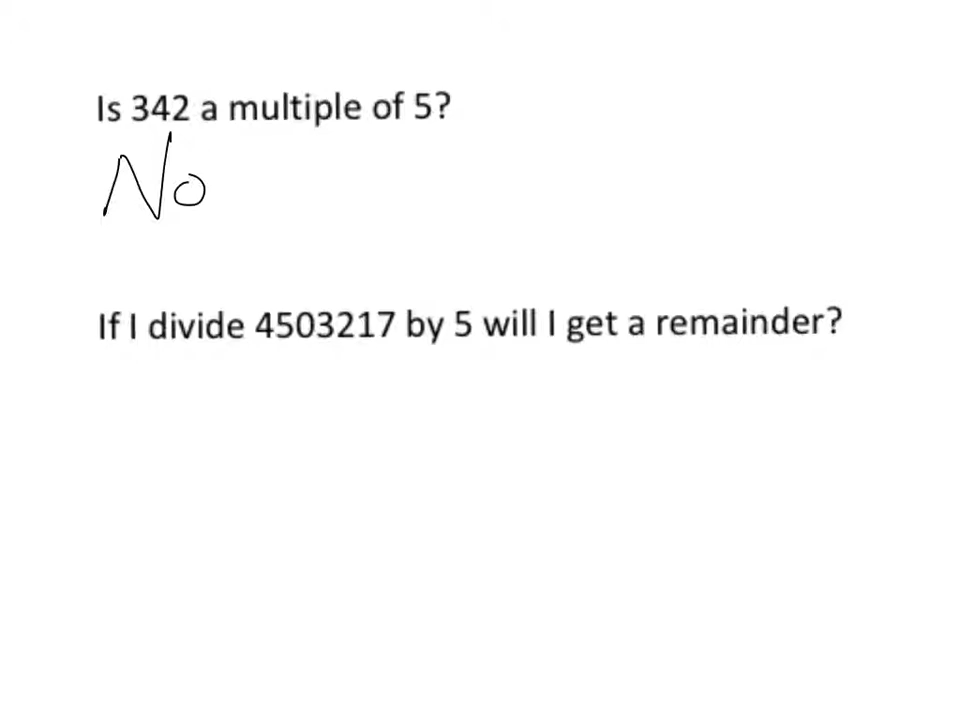 Is 342 a multiple of 5?
No
If I divide 4503217 by 5 will I get a remainder?